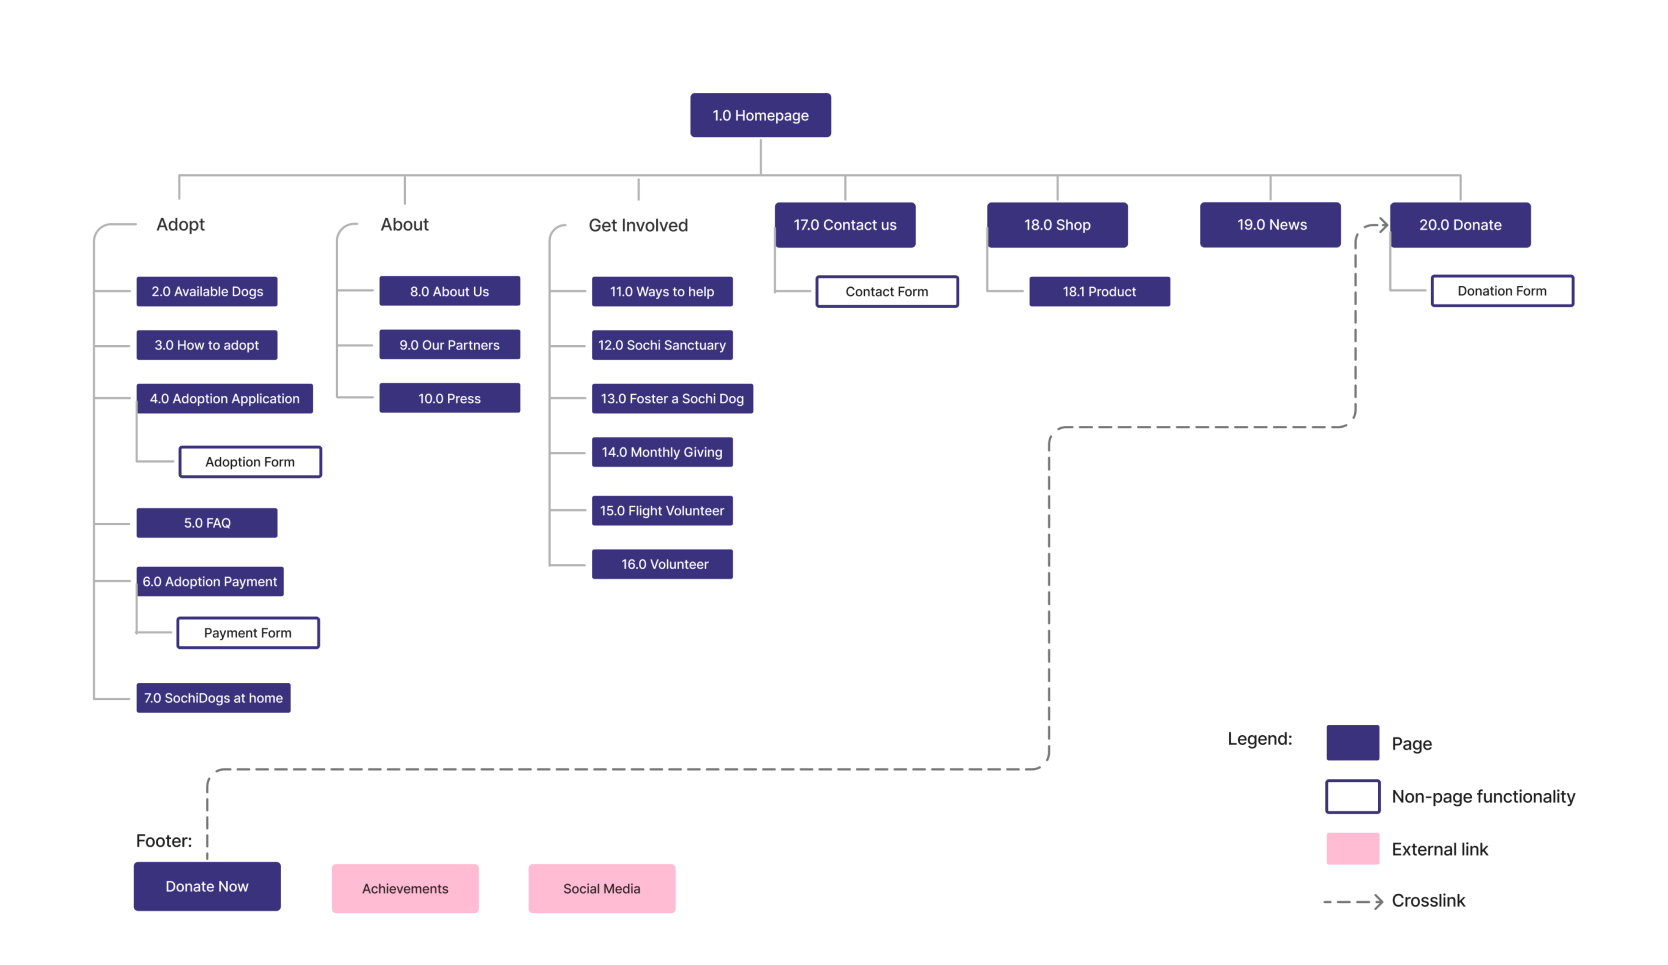 1.0 Homepage
Adopt
About
Get Involved
17.0 Contact us
18.0 Shop
19.0 News
20.0 Donate
2.0 Available Dogs
3.0 How to adopt
4.0 Adoption Application
Adoption Form
5.0 FAQ
6.0 Adoption Payment
Payment Form
7.0 SochiDogs at home
8.0 About Us
9.0 Our Partners
10.0 Press
11.0 Ways to help
12.0 Sochi Sanctuary
13.0 Foster a Sochi Dog
14.0 Monthly Giving
15.0 Flight Volunteer
16.0 Volunteer
Contact Form
18.1 Product
Donation Form
Legend:
Page
Non-page functionality
External link
Crosslink
Footer:
Donate Now
Achievements
Social Media